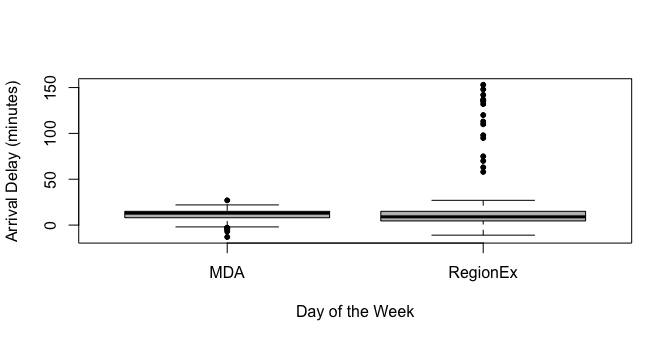 Arrival Delay (minutes)
150
100
50
0
MDA
RegionEx
Day of the Week